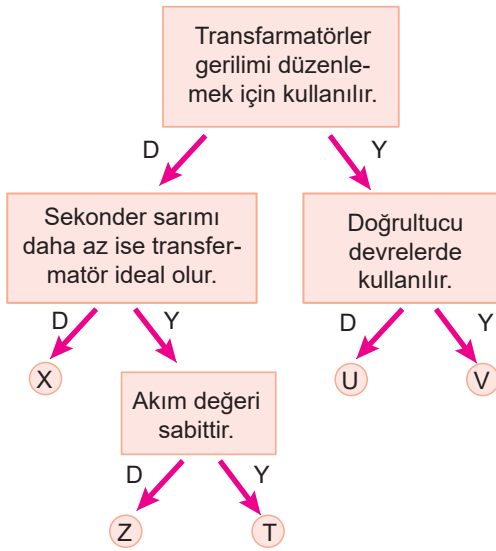 Transfarmatörler
gerilimi düzenle-
mek için kullanılır.
D
Y
Sekonder sarımı
daha az ise transfer-
matör ideal olur.
Doğrultucu
devrelerde
kullanılır.
D
Y
D
Y
X
U
V
Akım değeri
sabittir.
D
Y
Z
T